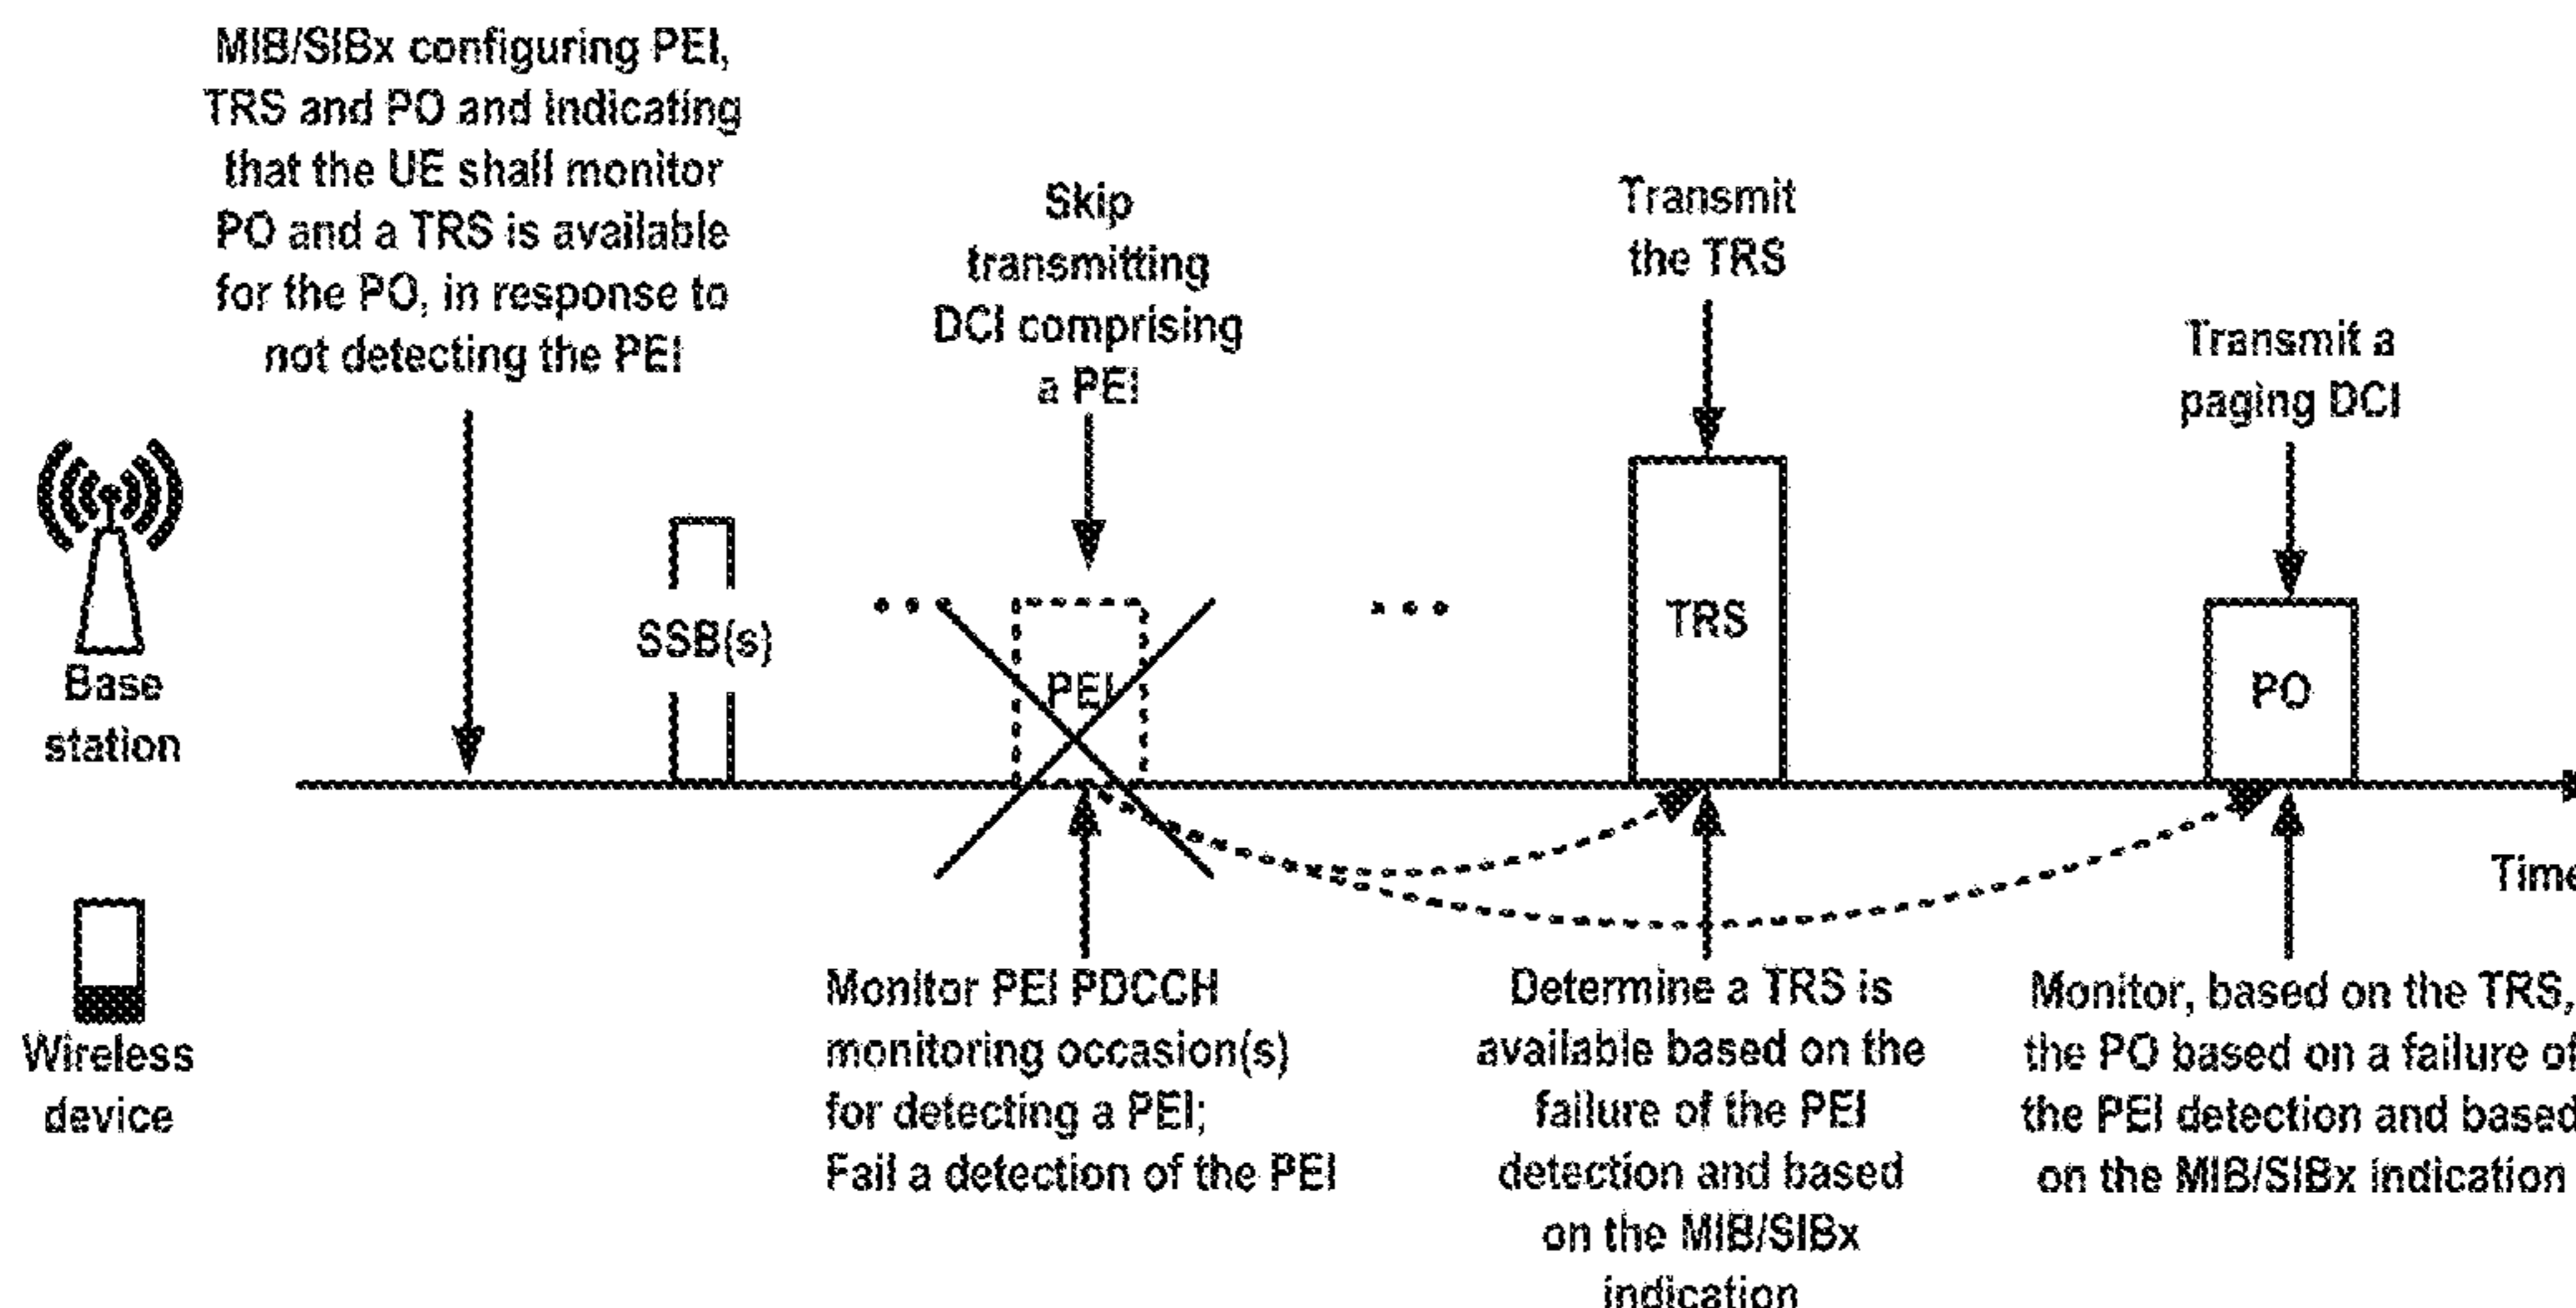 MIB/SIBx configuring PEI,
TRS and PO and indicating
that the UE shall monitor
PO and a TRS is available
for the PO, in response to
not detecting the PEI
Skip
transmitting
DCI comprising
a PEI
Transmit
the TRS
Transmit a
paging DCI
Base
station
SSB(s)
PEI
TRS
PO
Time
Wireless
device
Monitor PEI PDCCH
monitoring occasion(s)
for detecting a PEI;
Fail a detection of the PEI
Determine a TRS is
available based on the
failure of the PEI
detection and based
on the MIB/SIBx
indication
Monitor, based on the TRS,
the PO based on a failure of
the PEI detection and based
on the MIB/SIBx indication